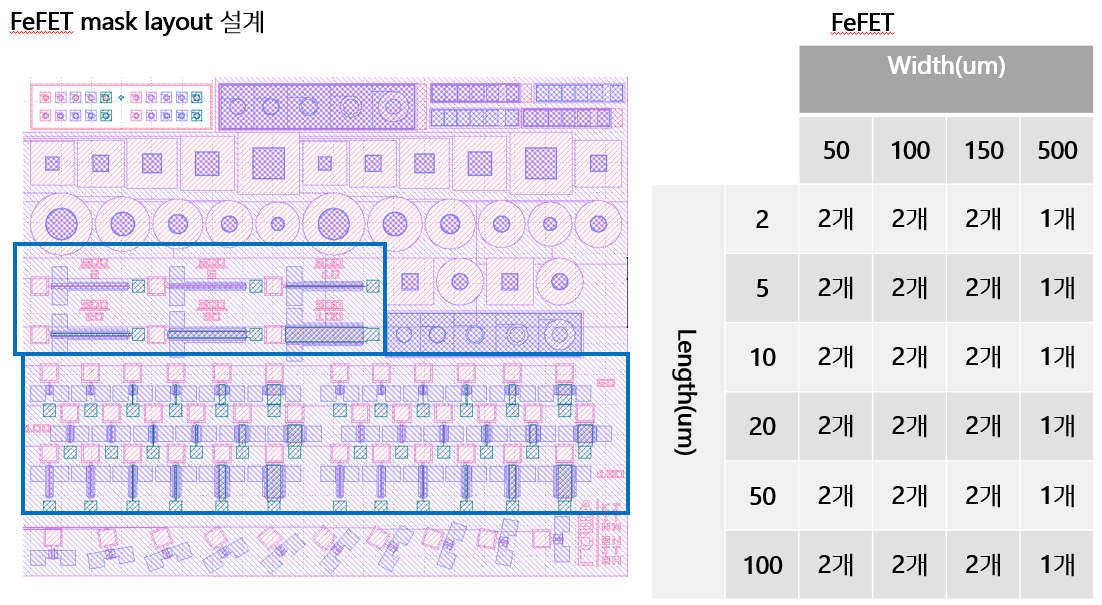 FeFET mask layout 설계
FeFET
Width(um)
50 100 150 500
Length(um)
2 2개 2개 2개 1개
5 2개 2개 2개 1개
10 2개 2개 2개 1개
20 2개 2개 2개 1개
50 2개 2개 2개 1개
100 2개 2개 2개 1개